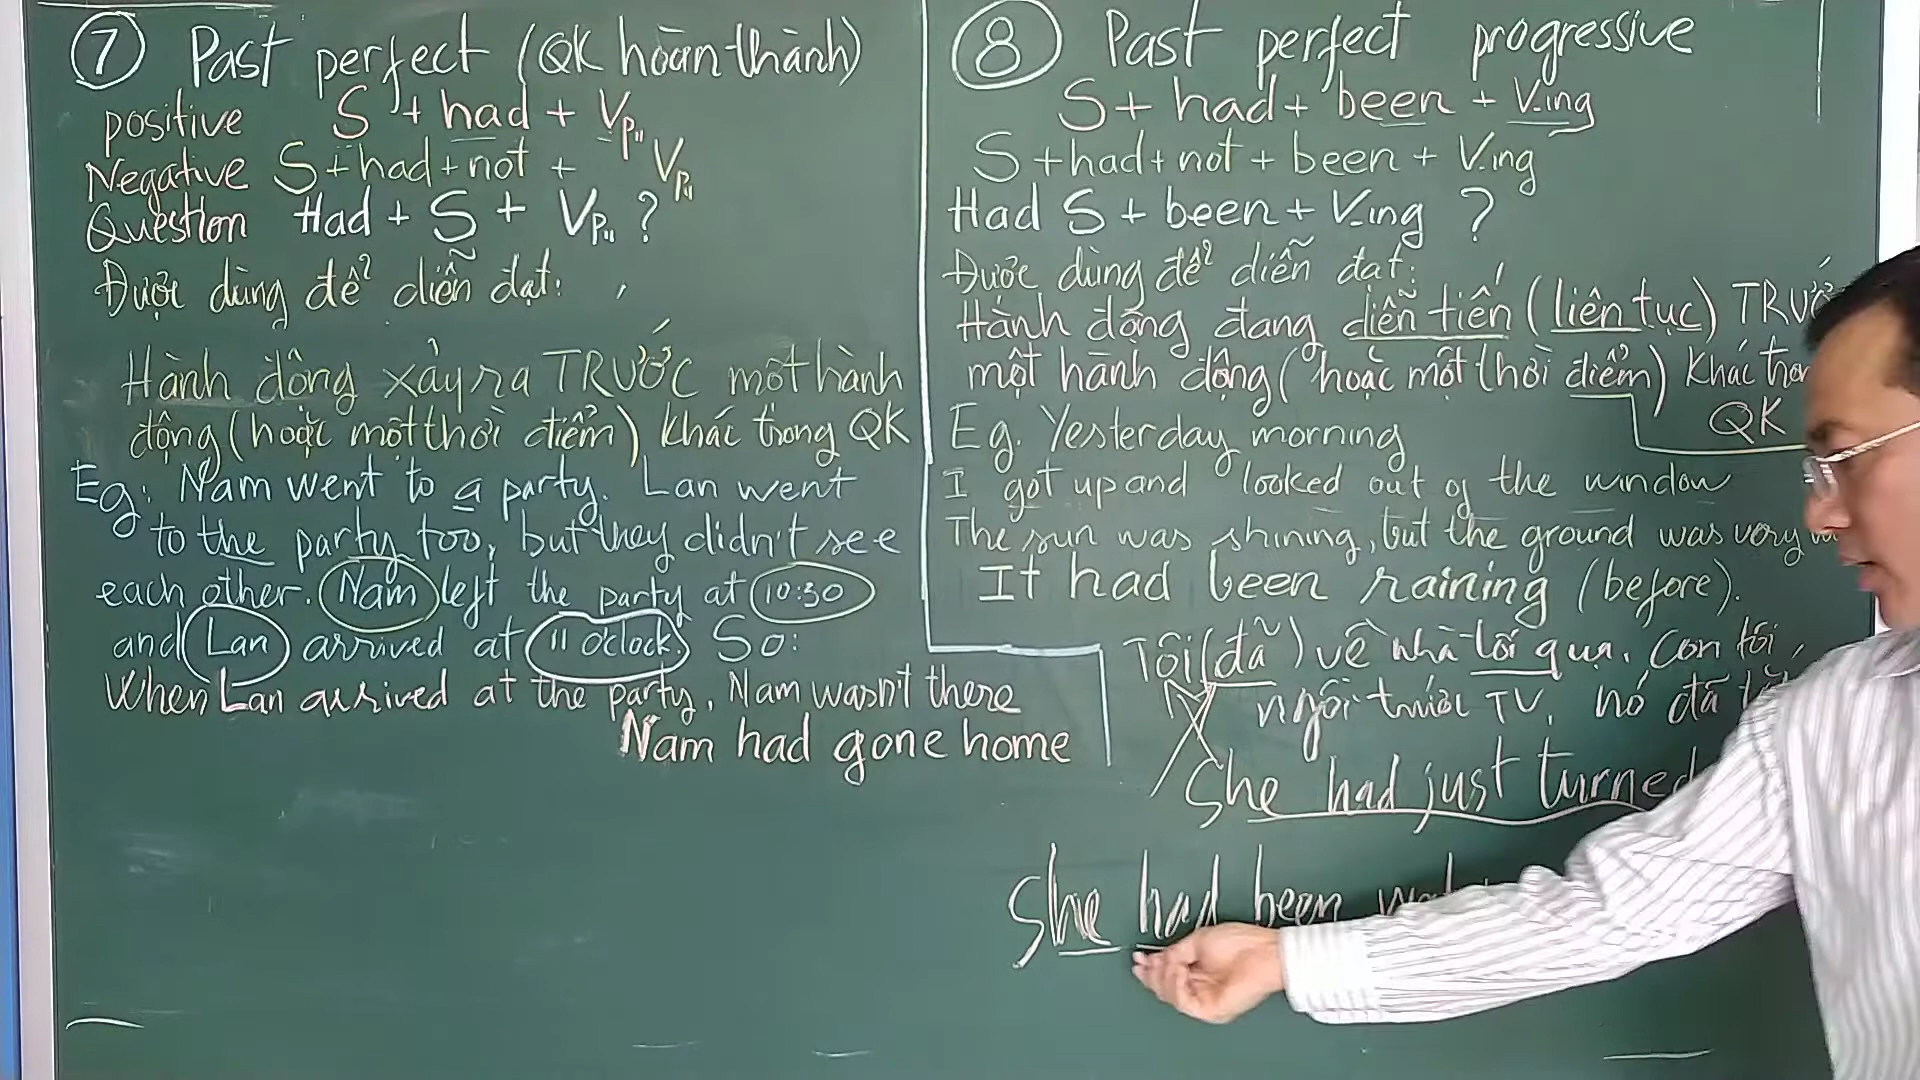 7 Past perfect (QK hoàn thành)
positive S + had + Vp11
Negative S + had + not + Vp11
Question Had + S + Vp11 ?
Được dùng để diễn đạt:
Hành động xảy ra TRƯỚC một hành
động (hoặc một thời điểm) khác trong QK
Eg: Nam went to a party. Lan went
to the party too, but they didn't see
each other. Nam left the party at 10:30
and Lan arrived at 11 o'clock. So:
When Lan arrived at the party, Nam wasn't there
Nam had gone home
8 Past perfect progressive
S + had + been + V-ing
S + had + not + been + V-ing
Had S + been + V-ing ?
Được dùng để diễn đạt:
Hành động đang diễn tiến (liên tục)
một hành động (hoặc một thời điểm) khác
QK
Eg. Yesterday morning
I got up and looked out of the window
The sun was shining, but the ground was very
It had been raining (before).
Tôi (đã) về nhà tối qua. Con tôi
ngồi trước TV, nó đã
She had just turned
She had been